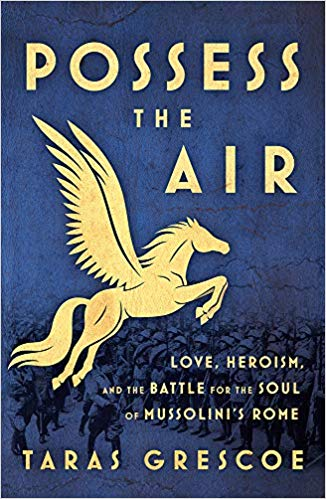 POSSESS
THE
AIR
LOVE, HEROISM,
AND THE BATTLE FOR THE SOUL
OF MUSSOLINI'S ROME
TARAS GRESCOE